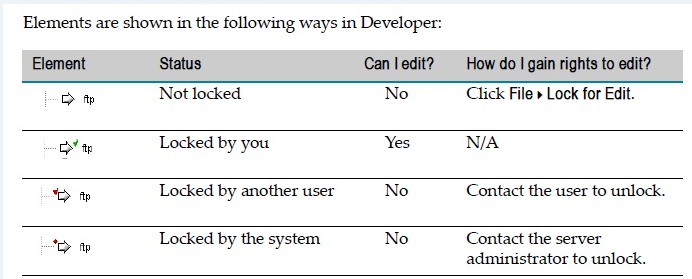 Elements are shown in the following ways in Developer:
Element Status Can I edit? How do I gain rights to edit?
ftp Not locked No Click File ▸ Lock for Edit.
ftp Locked by you Yes N/A
ftp Locked by another user No Contact the user to unlock.
ftp Locked by the system No Contact the server
administrator to unlock.